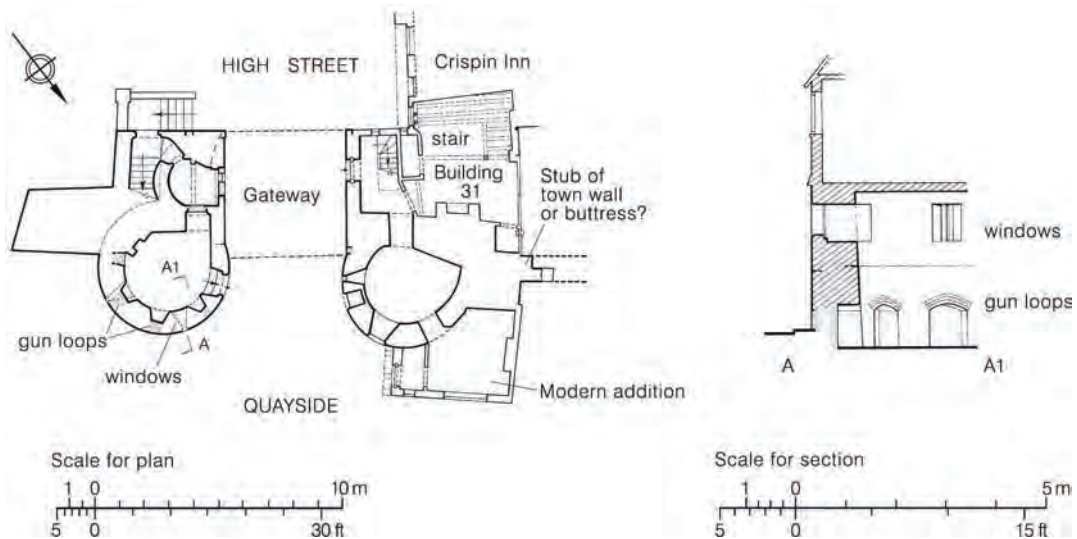 HIGH STREET
Crispin Inn
stair
Building
31
Stub of
town wall
or buttress?
Gateway
A1
gun loops
A
windows
QUAYSIDE
Modern addition
windows
gun loops
A A1
Scale for plan
1 0 10 m
5 0 30 ft
Scale for section
1 0 5 m
5 0 15 ft